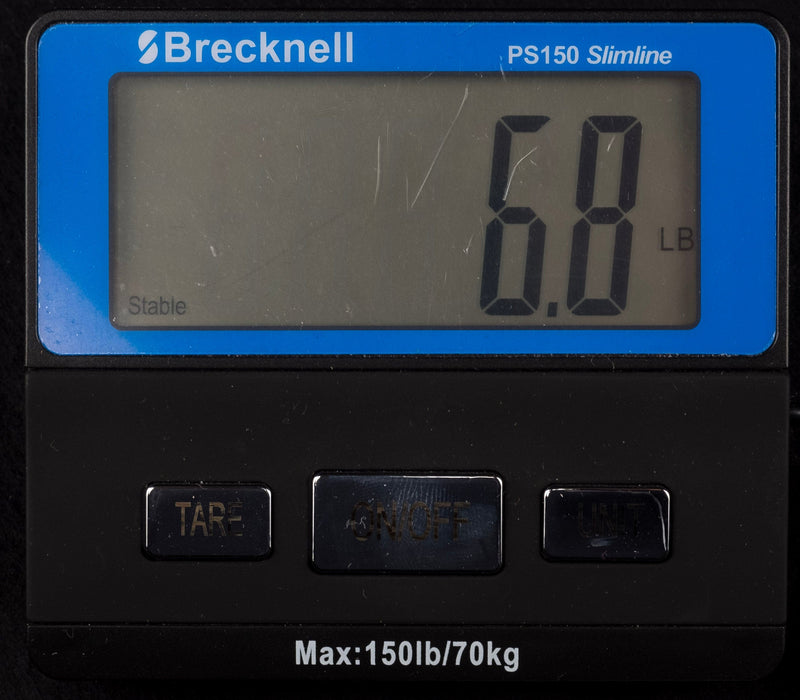 Brecknell
PS150 Slimline
6.8
LB
Stable
TARE
ON/OFF
UNIT
Max:150lb/70kg